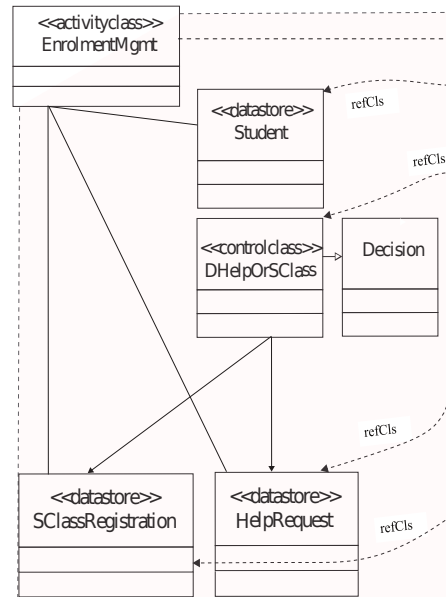 <<activityclass>>
EnrolmentMgmt
<<datastore>>
Student
refCls
refCls
<<controlclass>>
DHelpOrSClass
Decision
refCls
<<datastore>>
SClassRegistration
<<datastore>>
HelpRequest
refCls